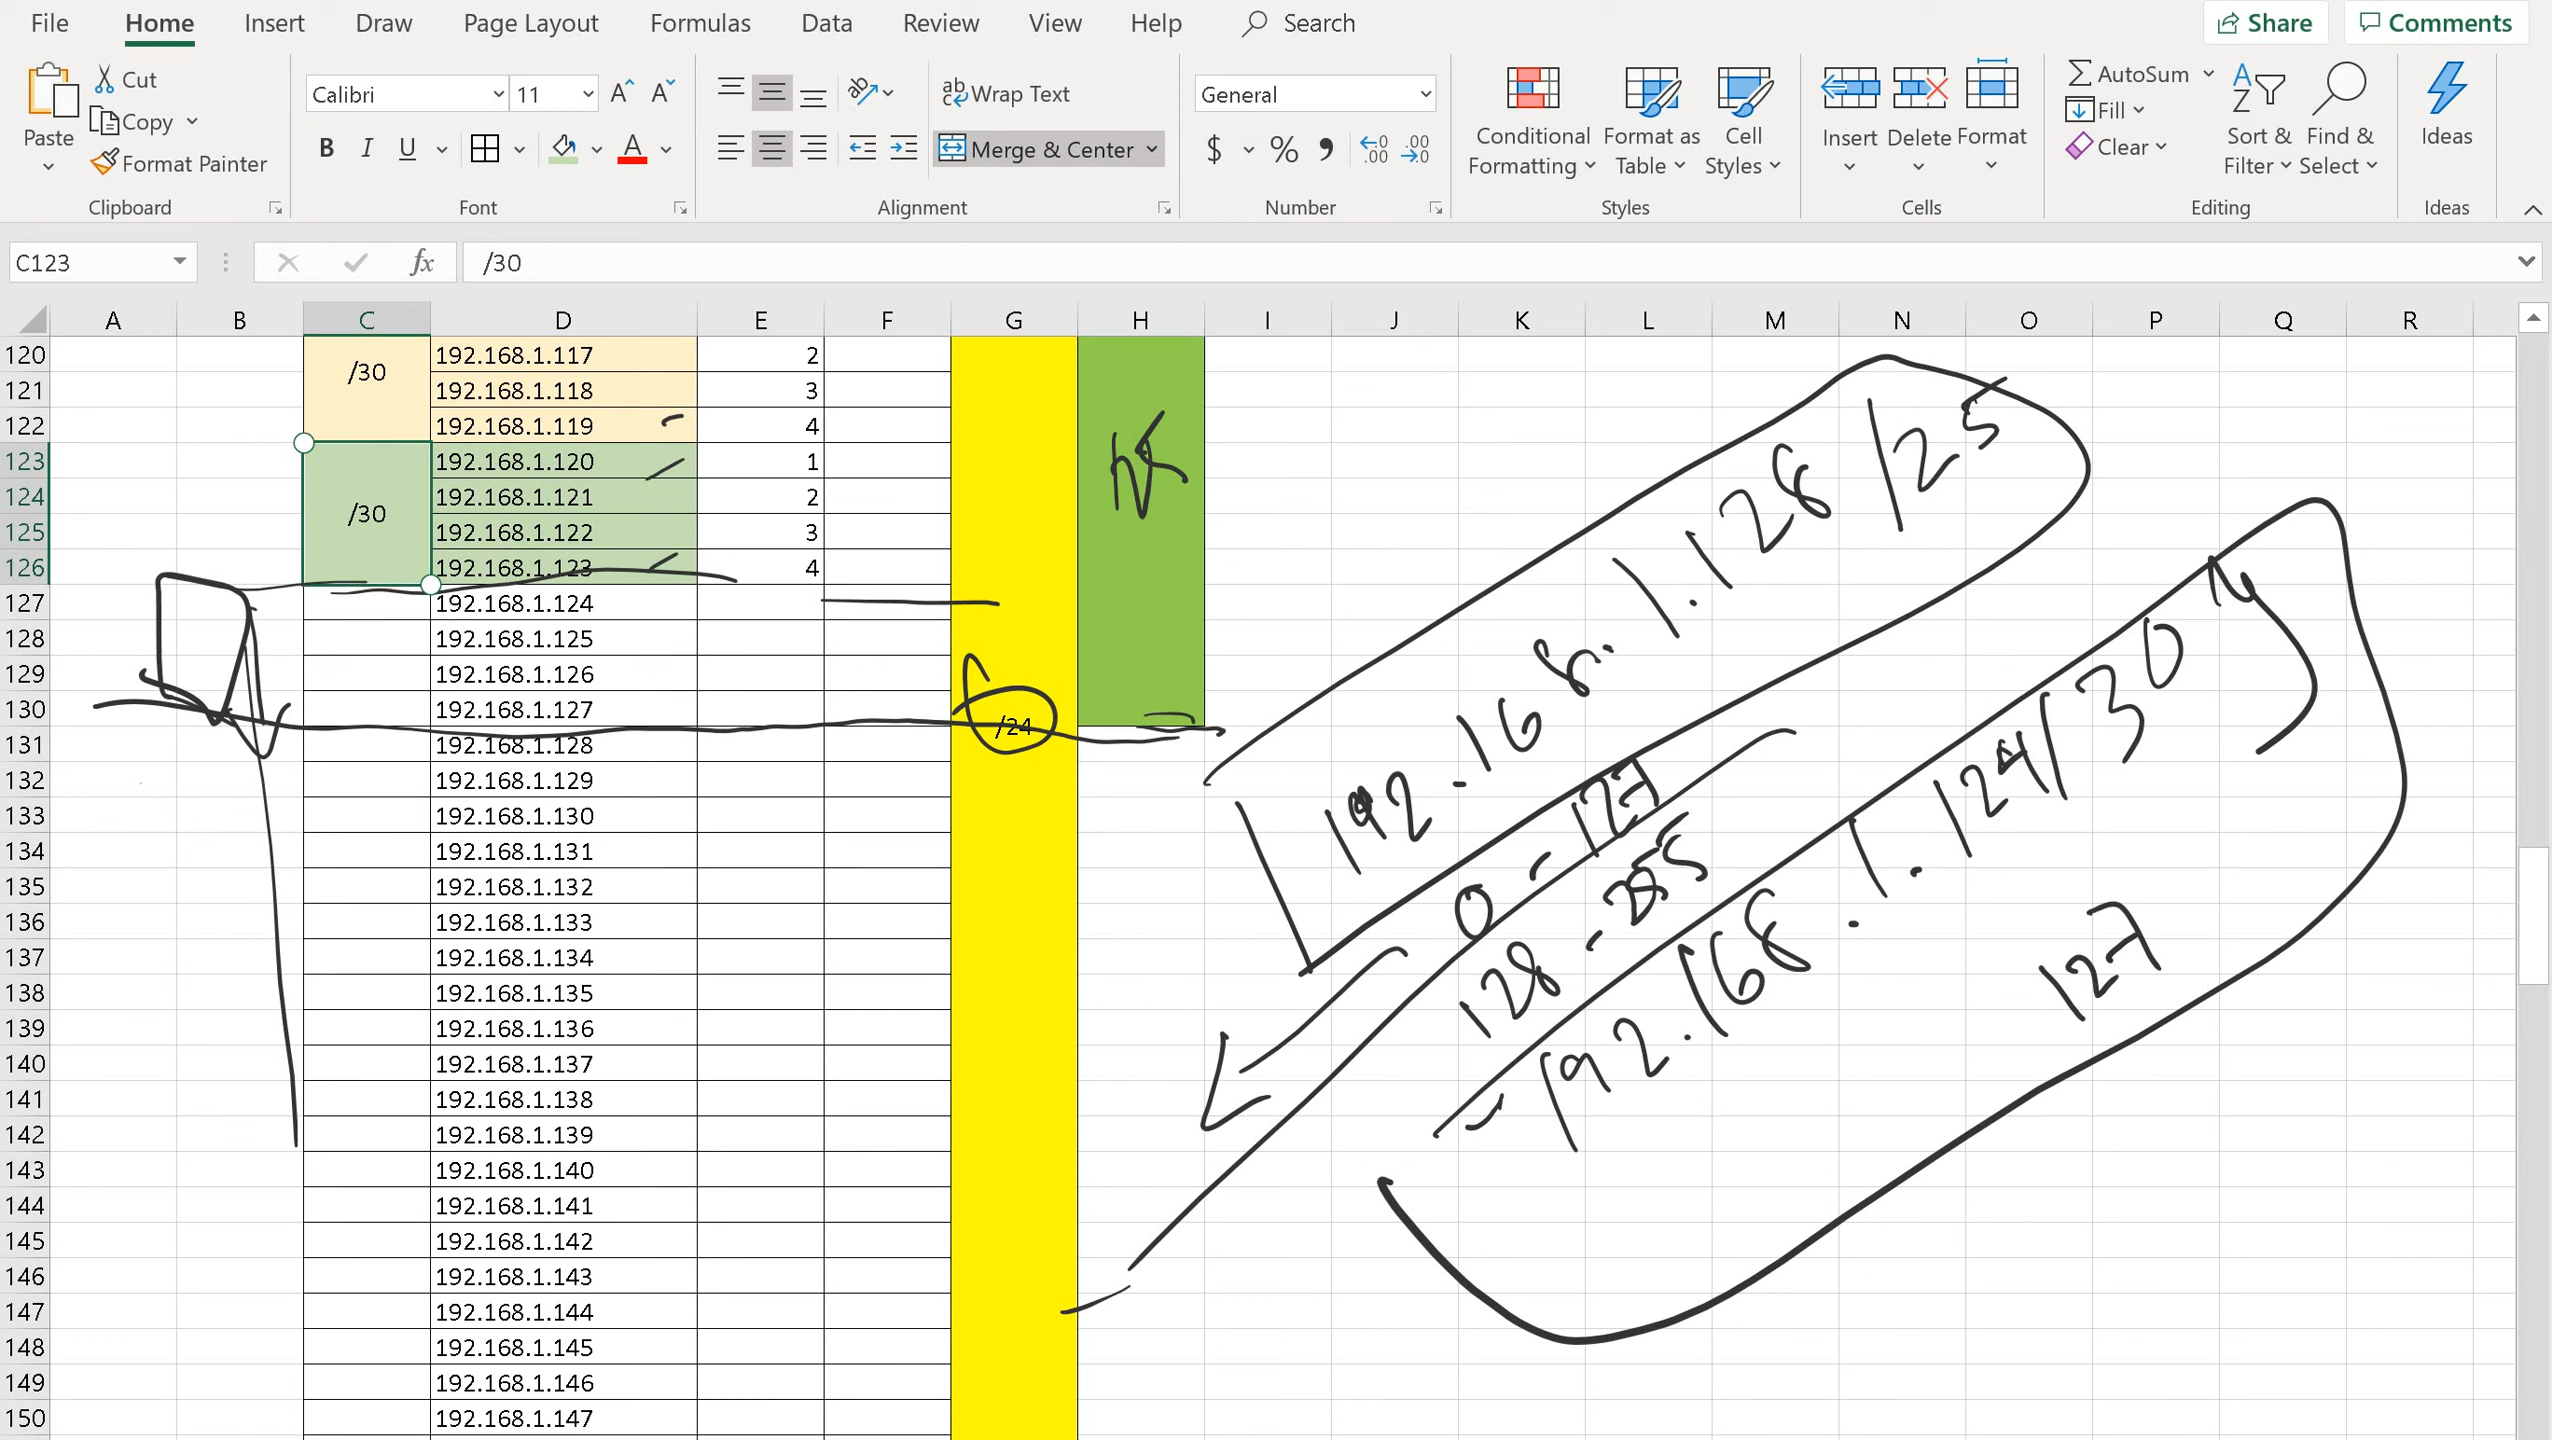 File Home Insert Draw Page Layout Formulas Data Review View Help Search Share Comments
Paste Cut Copy Format Painter Clipboard
Calibri 11 A A B I U A Font
ab Wrap Text Merge & Center Alignment
General $ % , .00 .00 Number
Conditional Formatting Format as Table Cell Styles Styles
Insert Delete Format Cells
AutoSum Fill Clear Sort & Filter Find & Select Editing
Ideas Ideas
C123 fx /30
A B C D E F G H I J K L M N O P Q R
120 /30 192.168.1.117 2
121 192.168.1.118 3
122 192.168.1.119 4
123 /30 192.168.1.120 1
124 192.168.1.121 2
125 192.168.1.122 3
126 192.168.1.123 4
127 192.168.1.124
128 192.168.1.125
129 192.168.1.126
130 192.168.1.127
/24
131 192.168.1.128
132 192.168.1.129
133 192.168.1.130
134 192.168.1.131
135 192.168.1.132
136 192.168.1.133
137 192.168.1.134
138 192.168.1.135
139 192.168.1.136
140 192.168.1.137
141 192.168.1.138
142 192.168.1.139
143 192.168.1.140
144 192.168.1.141
145 192.168.1.142
146 192.168.1.143
147 192.168.1.144
148 192.168.1.145
149 192.168.1.146
150 192.168.1.147
192.168.1.128/25
0 - 127
128 - 255
192.168.1.124/30
127